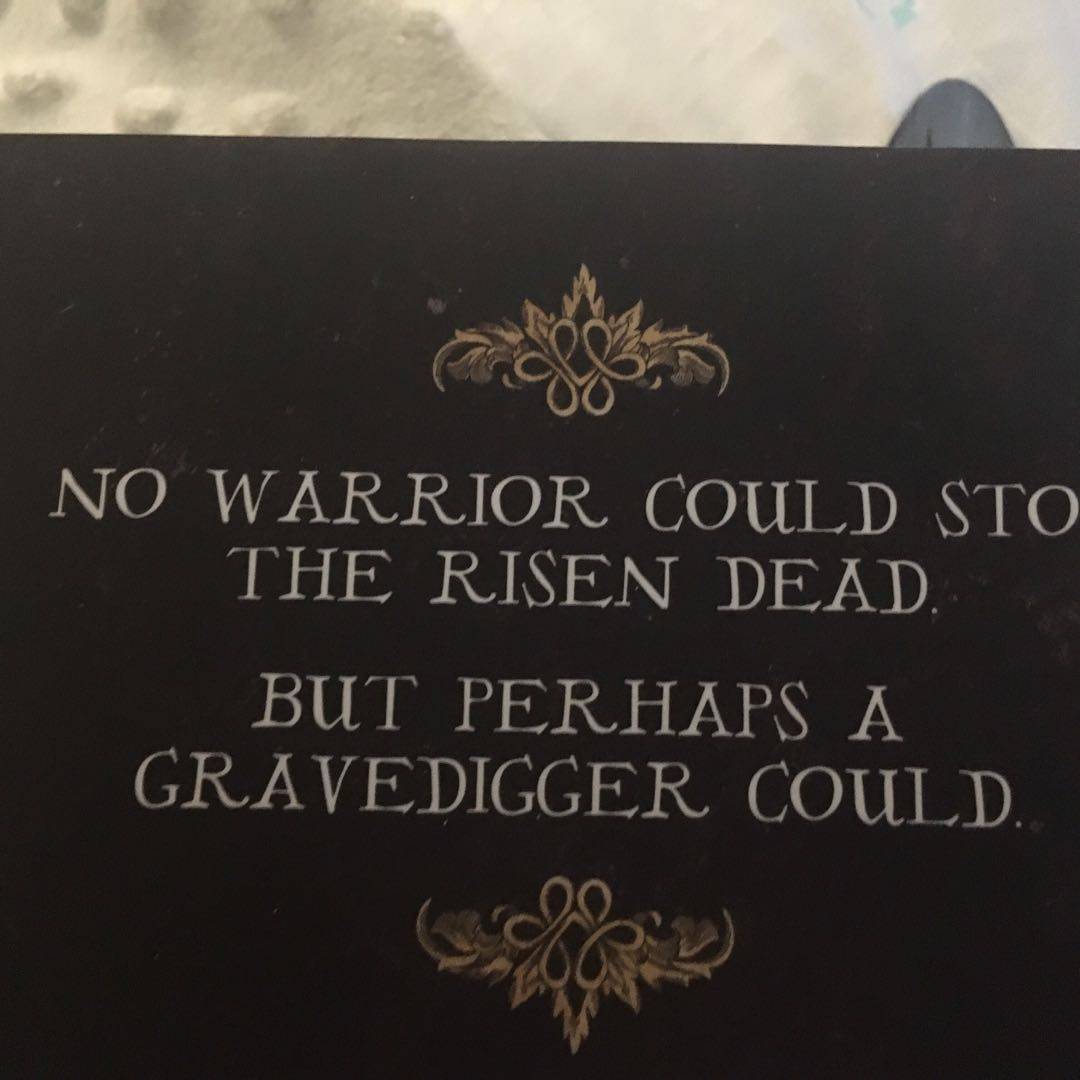 NO WARRIOR COULD STO
THE RISEN DEAD.
BUT PERHAPS A
GRAVEDIGGER COULD.